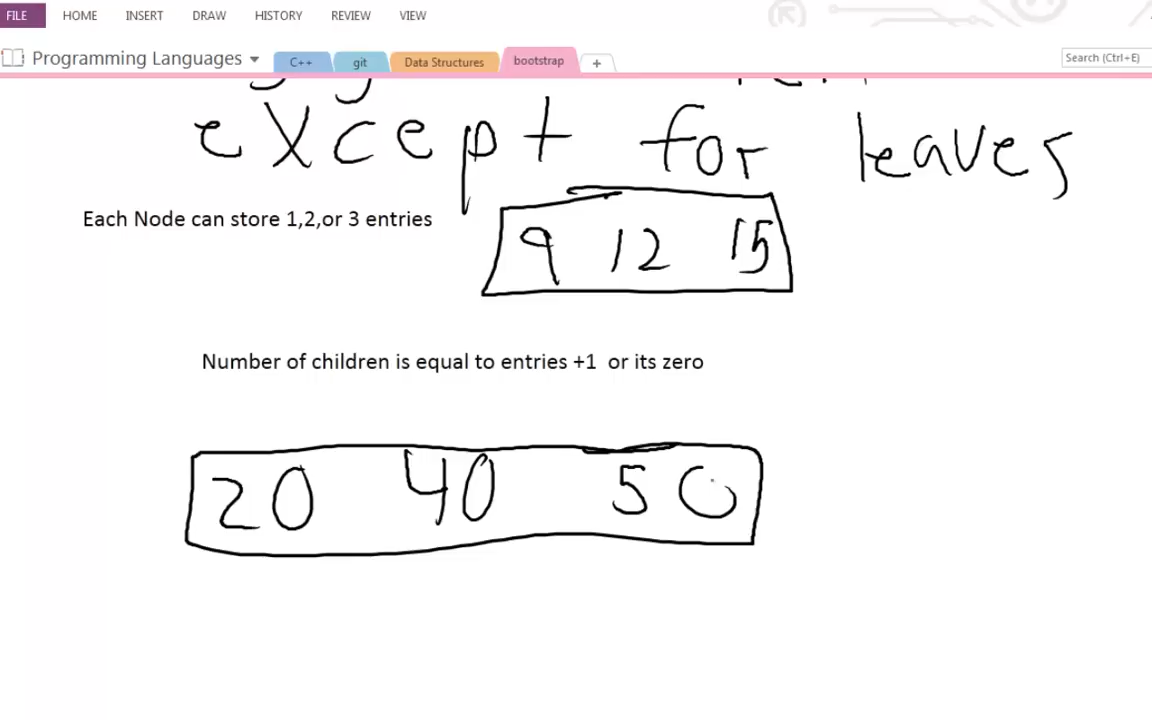 FILE HOME INSERT DRAW HISTORY REVIEW VIEW
Programming Languages C++ git Data Structures bootstrap + Search (Ctrl+E)
except for leaves
Each Node can store 1,2,or 3 entries
9 12 15
Number of children is equal to entries +1 or its zero
20 40 50